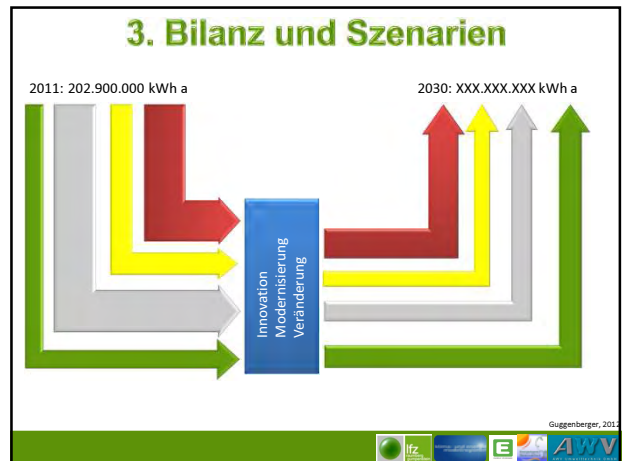 3. Bilanz und Szenarien
2011: 202.900.000 kWh a
2030: XXX.XXX.XXX kWh a
Innovation
Modernisierung
Veränderung
Guggenberger, 2012
lfz
E
AWV